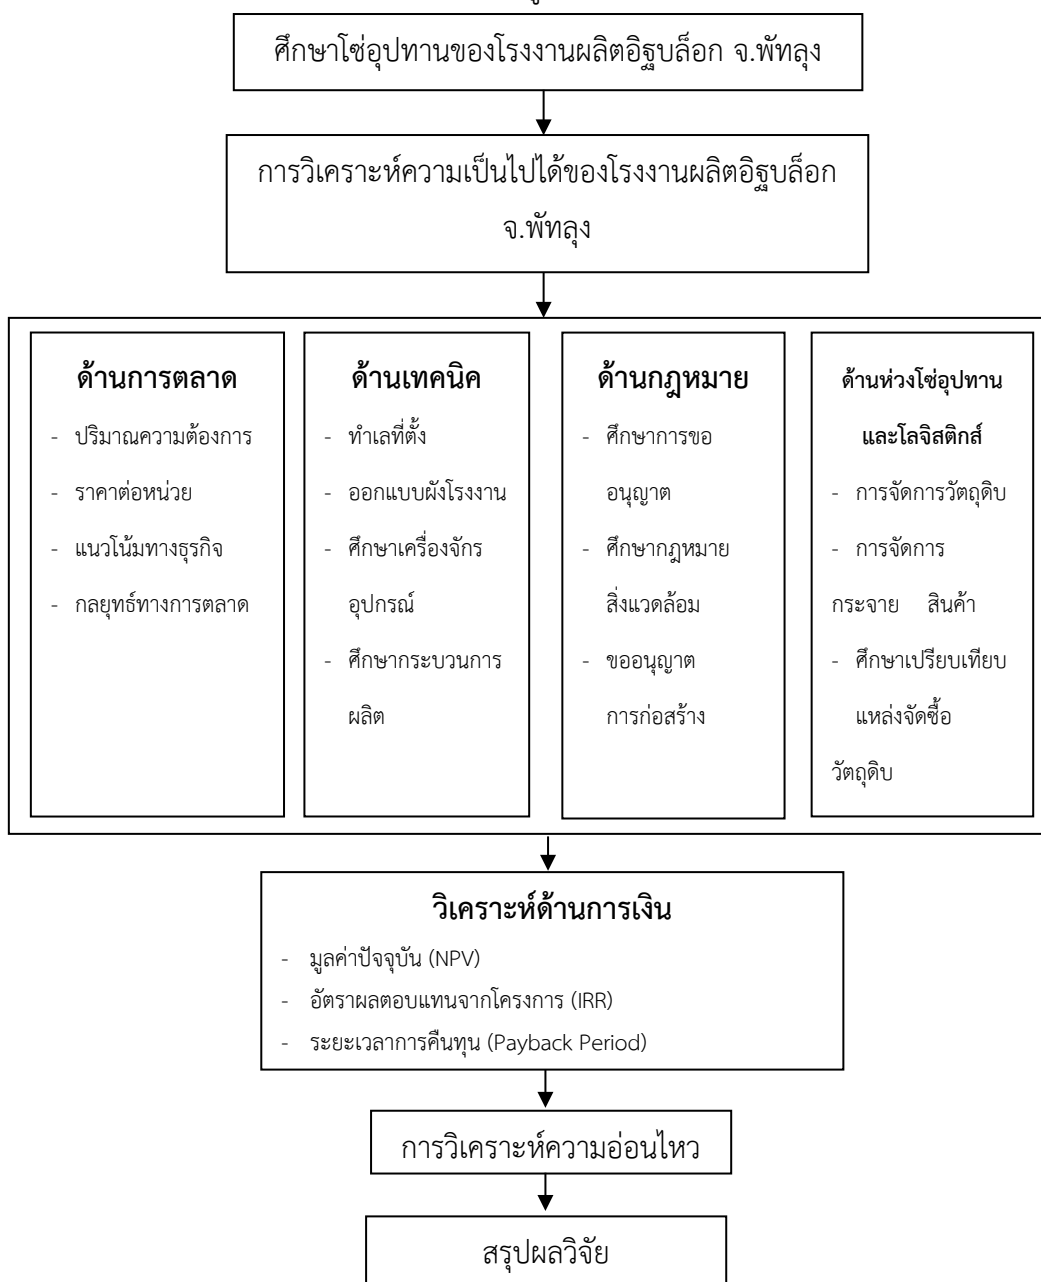 ศึกษาโซ่อุปทานของโรงงานผลิตอิฐบล็อก จ.พัทลุง
การวิเคราะห์ความเป็นไปได้ของโรงงานผลิตอิฐบล็อก
จ.พัทลุง
ด้านการตลาด
- ปริมาณความต้องการ
- ราคาต่อหน่วย
- แนวโน้มทางธุรกิจ
- กลยุทธ์ทางการตลาด
ด้านเทคนิค
- ทำเลที่ตั้ง
- ออกแบบผังโรงงาน
- ศึกษาเครื่องจักร
อุปกรณ์
- ศึกษากระบวนการ
ผลิต
ด้านกฎหมาย
- ศึกษาการขอ
อนุญาต
- ศึกษากฎหมาย
สิ่งแวดล้อม
- ขออนุญาต
การก่อสร้าง
ด้านห่วงโซ่อุปทาน
และโลจิสติกส์
- การจัดการวัตถุดิบ
- การจัดการ
กระจาย สินค้า
- ศึกษาเปรียบเทียบ
แหล่งจัดซื้อ
วัตถุดิบ
วิเคราะห์ด้านการเงิน
- มูลค่าปัจจุบัน (NPV)
- อัตราผลตอบแทนจากโครงการ (IRR)
- ระยะเวลาการคืนทุน (Payback Period)
การวิเคราะห์ความอ่อนไหว
สรุปผลวิจัย